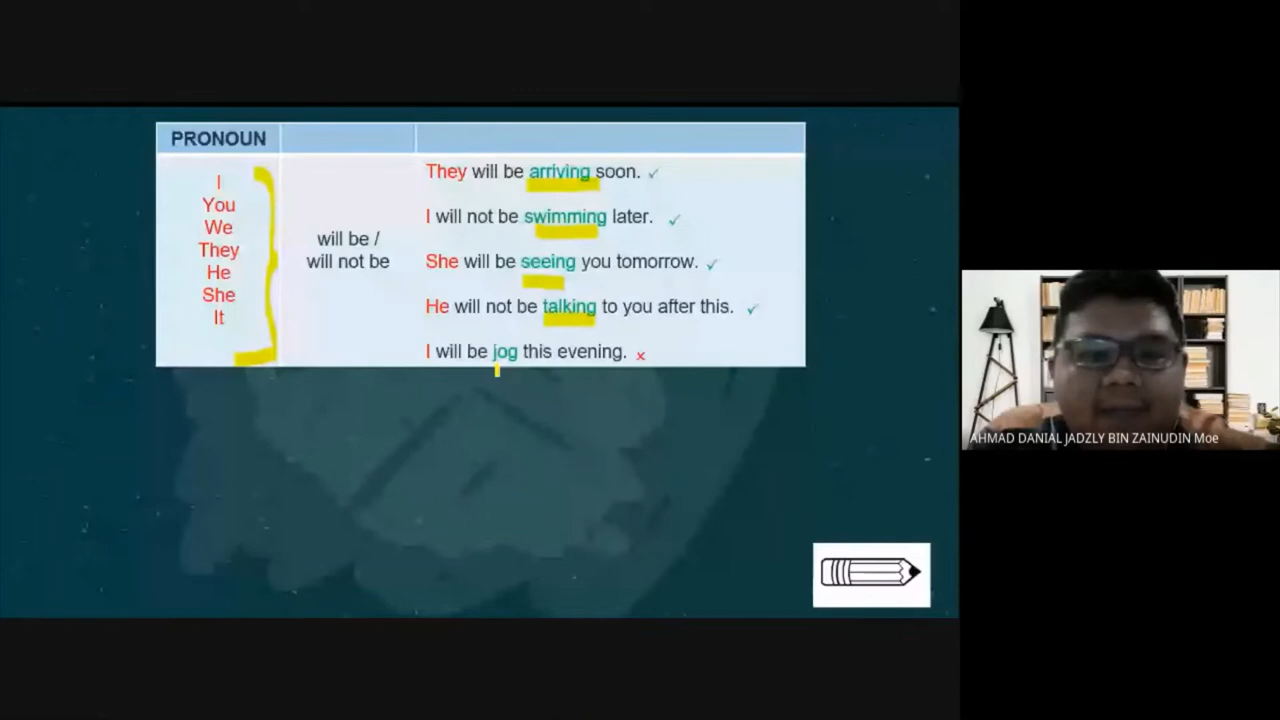 PRONOUN
I
You
We
They
He
She
It
will be /
will not be
They will be arriving soon. ✓
I will not be swimming later. ✓
She will be seeing you tomorrow. ✓
He will not be talking to you after this. ✓
I will be jog this evening. x
AHMAD DANIAL JADZLY BIN ZAINUDIN Moe